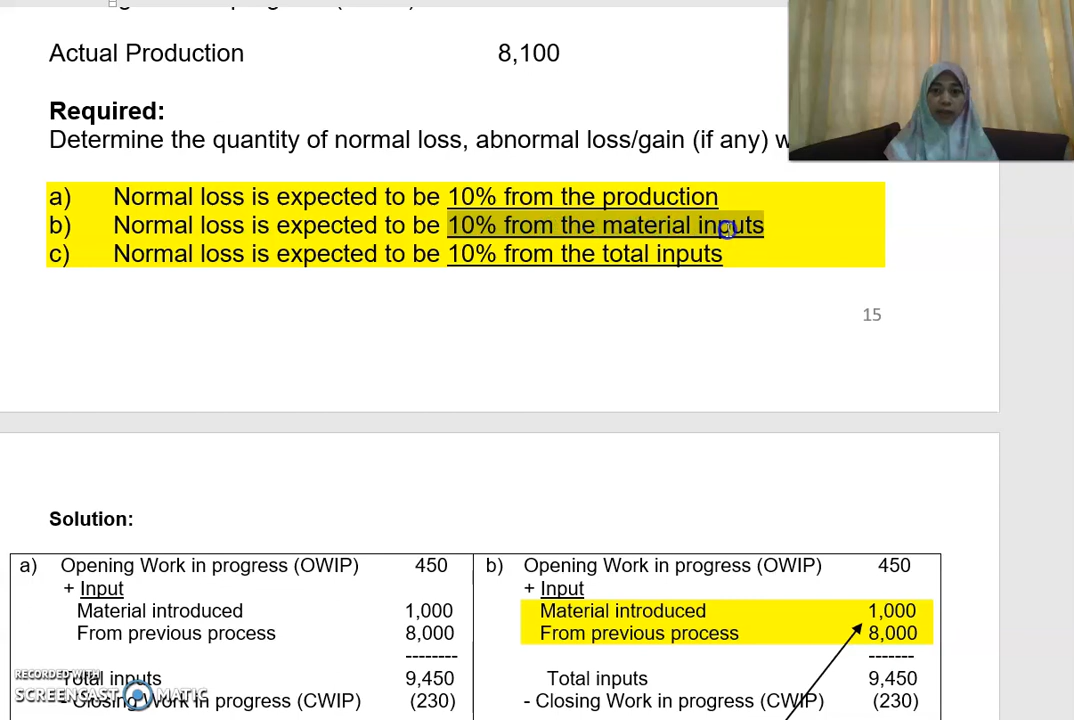 Actual Production 8,100
Required:
Determine the quantity of normal loss, abnormal loss/gain (if any) w
a) Normal loss is expected to be 10% from the production
b) Normal loss is expected to be 10% from the material inputs
c) Normal loss is expected to be 10% from the total inputs
15
Solution:
a) Opening Work in progress (OWIP) 450
+ Input
Material introduced 1,000
From previous process 8,000
--------
Total inputs 9,450
- Closing Work in progress (CWIP) (230)
b) Opening Work in progress (OWIP) 450
+ Input
Material introduced 1,000
From previous process 8,000
-------
Total inputs 9,450
- Closing Work in progress (CWIP) (230)
RECORDED WITH
SCREENCAST MATIC